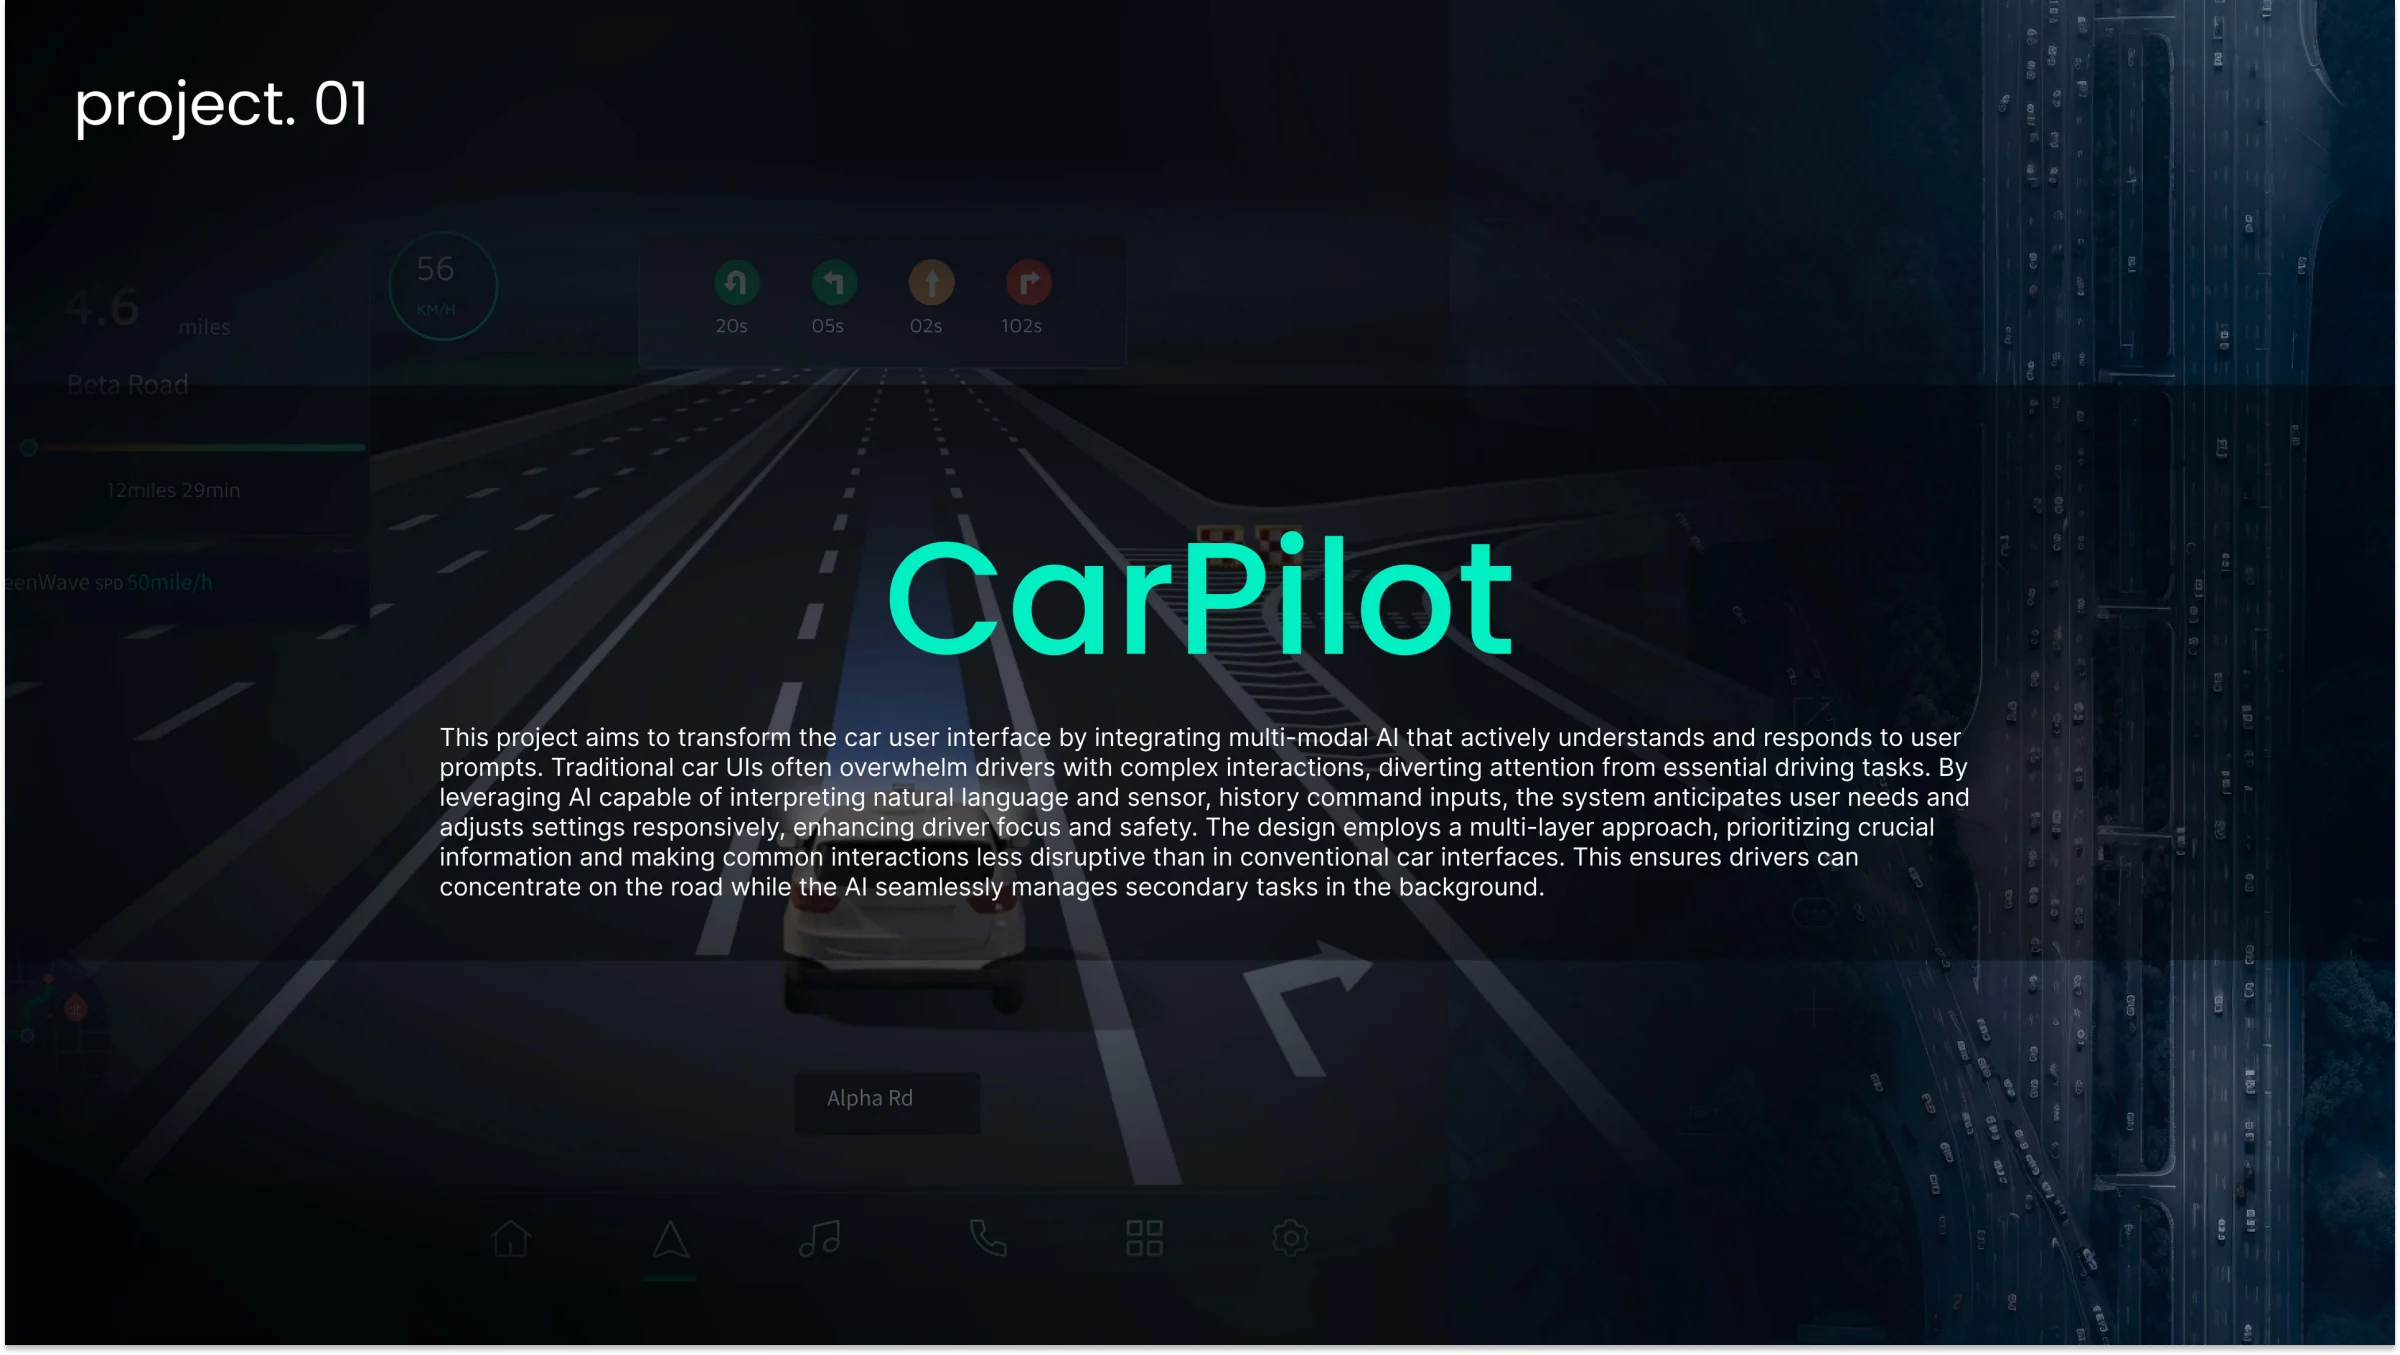 project. 01
56
KM/H
4.6 miles
20s 05s 02s 102s
Beta Road
12miles 29min
eenWave SPD 50mile/h
CarPilot
This project aims to transform the car user interface by integrating multi-modal AI that actively understands and responds to user
prompts. Traditional car UIs often overwhelm drivers with complex interactions, diverting attention from essential driving tasks. By
leveraging AI capable of interpreting natural language and sensor, history command inputs, the system anticipates user needs and
adjusts settings responsively, enhancing driver focus and safety. The design employs a multi-layer approach, prioritizing crucial
information and making common interactions less disruptive than in conventional car interfaces. This ensures drivers can
concentrate on the road while the AI seamlessly manages secondary tasks in the background.
Alpha Rd